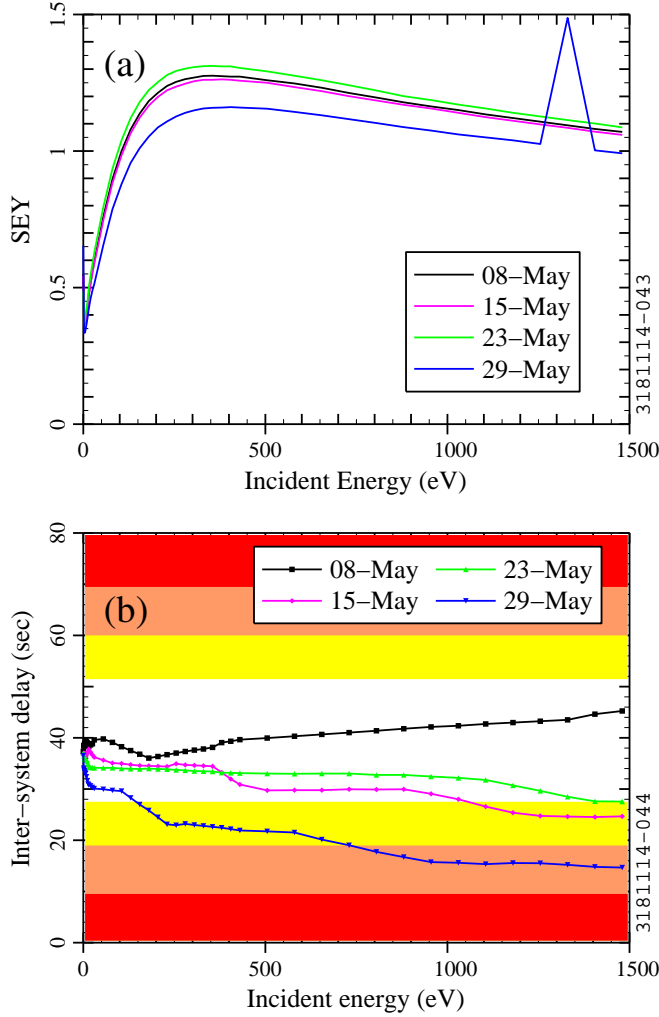 1.5
(a)
1
SEY
0.5
08−May
15−May
23−May
29−May
3181114−043
0
0
500
1000
1500
Incident Energy (eV)
80
08−May
23−May
15−May
29−May
(b)
60
Inter−system delay (sec)
40
20
3181114−044
0
0
500
1000
1500
Incident energy (eV)